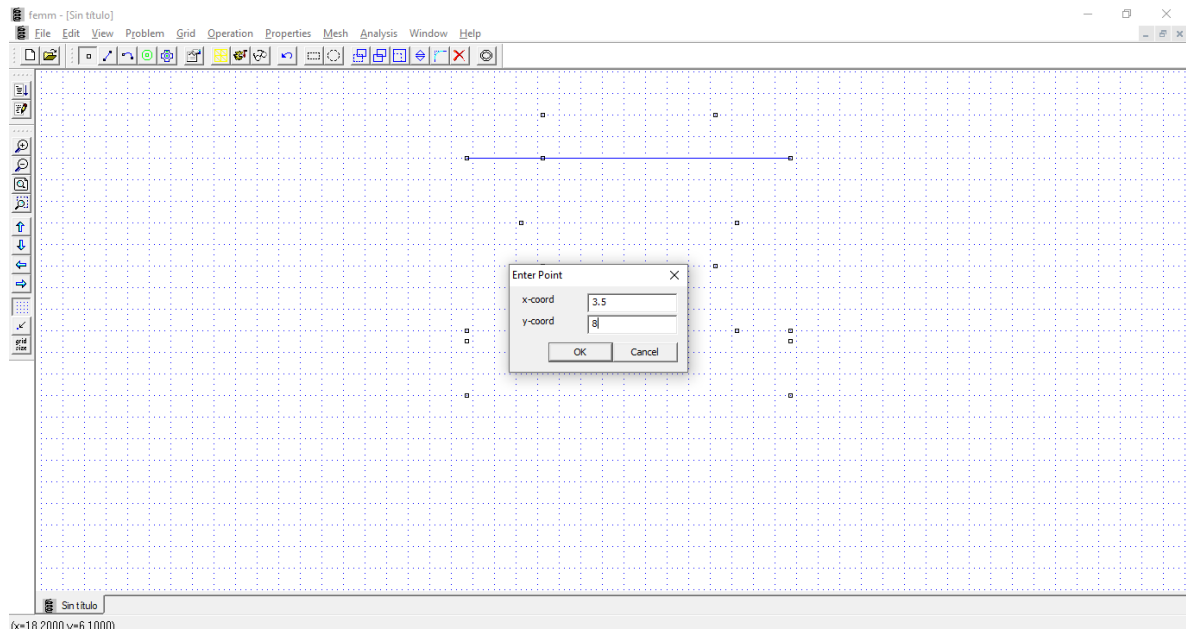 femm - [Sin título]
File Edit View Problem Grid Operation Properties Mesh Analysis Window Help
grid
size
Enter Point
x-coord 3.5
y-coord 8
OK Cancel
Sin título
(x=18.2000,y=6.1000)